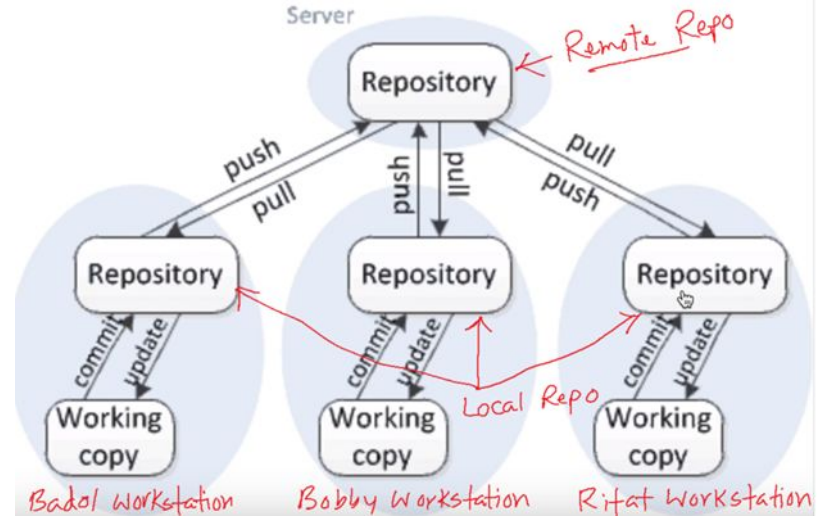 Server
Remote Repo
Repository
push
pull
push
pull
pull
push
Repository
Repository
Repository
commit
update
commit
update
commit
update
Local Repo
Working
copy
Working
copy
Working
copy
Badol Workstation
Bobby Workstation
Rifat Workstation